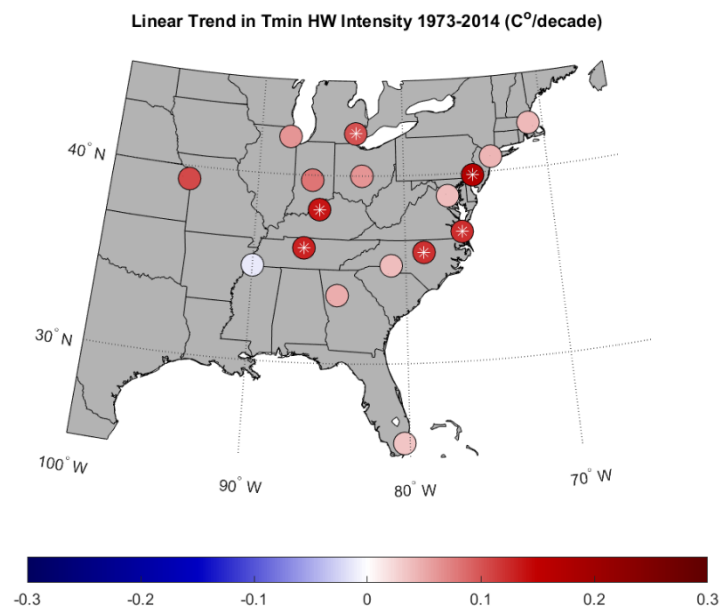 Linear Trend in Tmin HW Intensity 1973-2014 (C°/decade)
40° N
30° N
100° W
90° W
80° W
70° W
-0.3 -0.2 -0.1 0 0.1 0.2 0.3